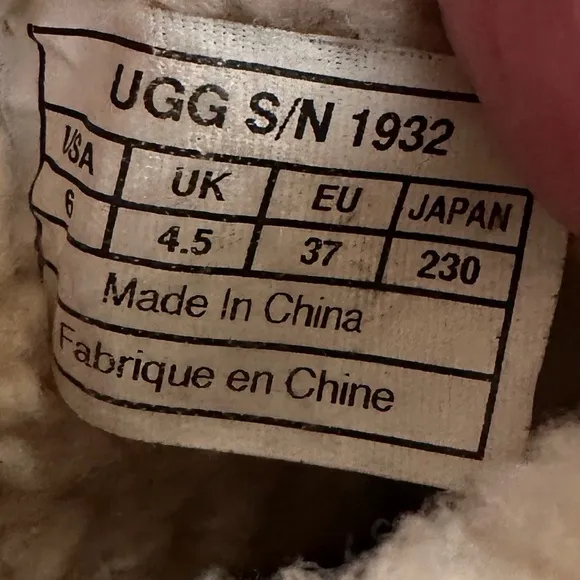 UGG S/N 1932
USA UK EU JAPAN
6 4.5 37 230
Made In China
Fabrique en Chine